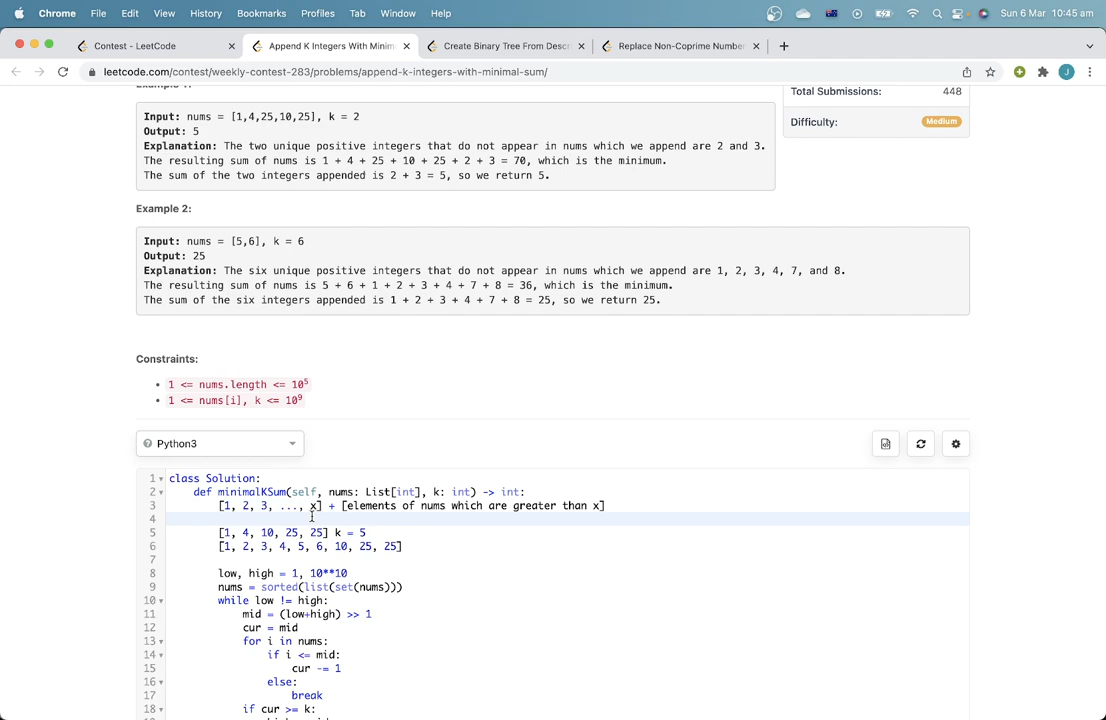 Chrome File Edit View History Bookmarks Profiles Tab Window Help Sun 6 Mar 10:45 am
Contest - LeetCode Append K Integers With Minim Create Binary Tree From Descr Replace Non-Coprime Number
leetcode.com/contest/weekly-contest-283/problems/append-k-integers-with-minimal-sum/ J
Example 1:
Total Submissions: 448
Difficulty: Medium
Input: nums = [1,4,25,10,25], k = 2
Output: 5
Explanation: The two unique positive integers that do not appear in nums which we append are 2 and 3.
The resulting sum of nums is 1 + 4 + 25 + 10 + 25 + 2 + 3 = 70, which is the minimum.
The sum of the two integers appended is 2 + 3 = 5, so we return 5.
Example 2:
Input: nums = [5,6], k = 6
Output: 25
Explanation: The six unique positive integers that do not appear in nums which we append are 1, 2, 3, 4, 7, and 8.
The resulting sum of nums is 5 + 6 + 1 + 2 + 3 + 4 + 7 + 8 = 36, which is the minimum.
The sum of the six integers appended is 1 + 2 + 3 + 4 + 7 + 8 = 25, so we return 25.
Constraints:
1 <= nums.length <= 10⁵
1 <= nums[i], k <= 10⁹
Python3
1 class Solution:
2 def minimalKSum(self, nums: List[int], k: int) -> int:
3 [1, 2, 3, ..., x] + [elements of nums which are greater than x]
4
5 [1, 4, 10, 25, 25] k = 5
6 [1, 2, 3, 4, 5, 6, 10, 25, 25]
7
8 low, high = 1, 10**10
9 nums = sorted(list(set(nums)))
10 while low != high:
11 mid = (low+high) >> 1
12 cur = mid
13 for i in nums:
14 if i <= mid:
15 cur -= 1
16 else:
17 break
18 if cur >= k: